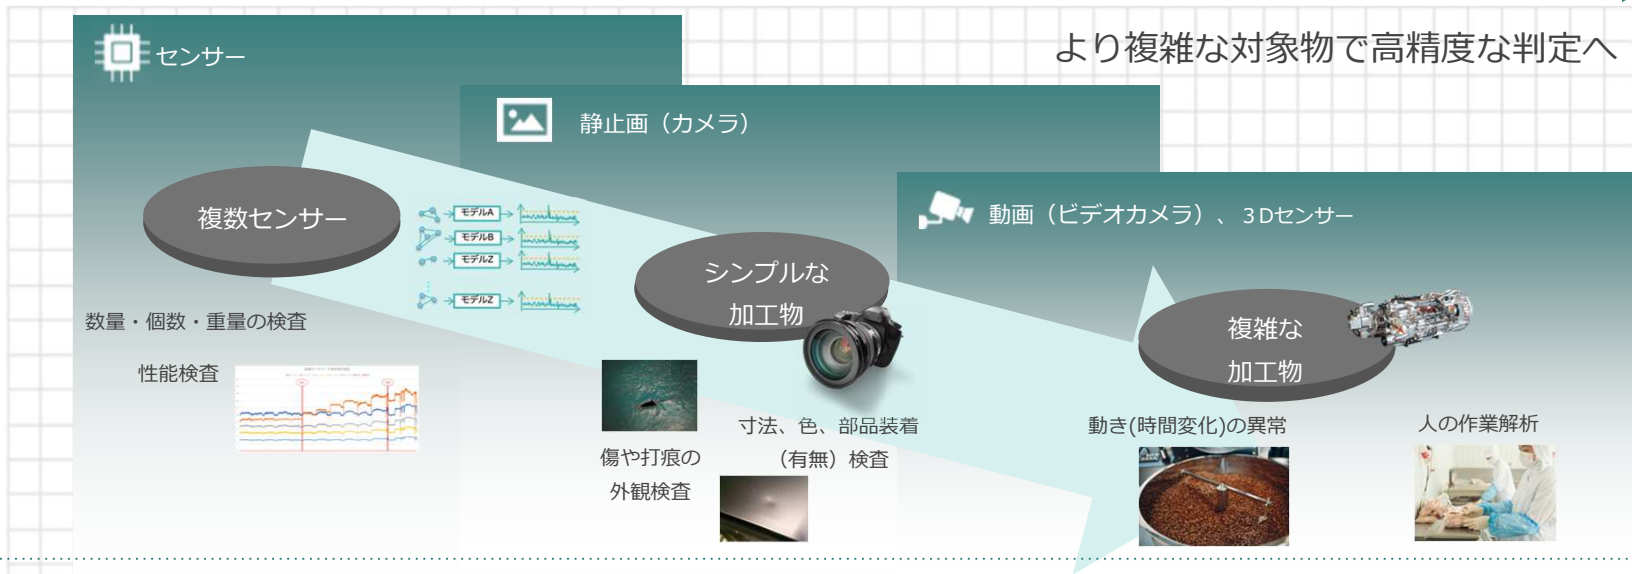 より複雑な対象物で高精度な判定へ
センサー
静止画（カメラ）
動画（ビデオカメラ）、３Dセンサー
複数センサー
モデルA
モデルB
モデルZ
モデルZ
数量・個数・重量の検査
性能検査
シンプルな
加工物
傷や打痕の
外観検査
寸法、色、部品装着
（有無）検査
複雑な
加工物
動き(時間変化)の異常
人の作業解析